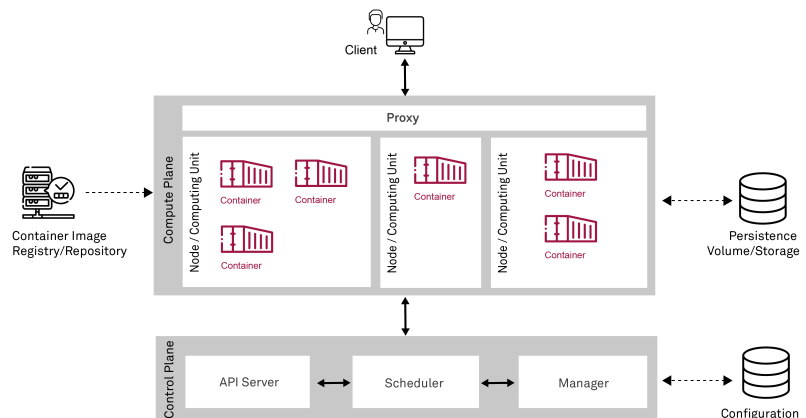 Client
Proxy
Compute Plane
Node / Computing Unit
Container
Container
Container
Node / Computing Unit
Container
Node / Computing Unit
Container
Container
Container Image
Registry/Repository
Persistence
Volume/Storage
Control Plane
API Server
Scheduler
Manager
Configuration